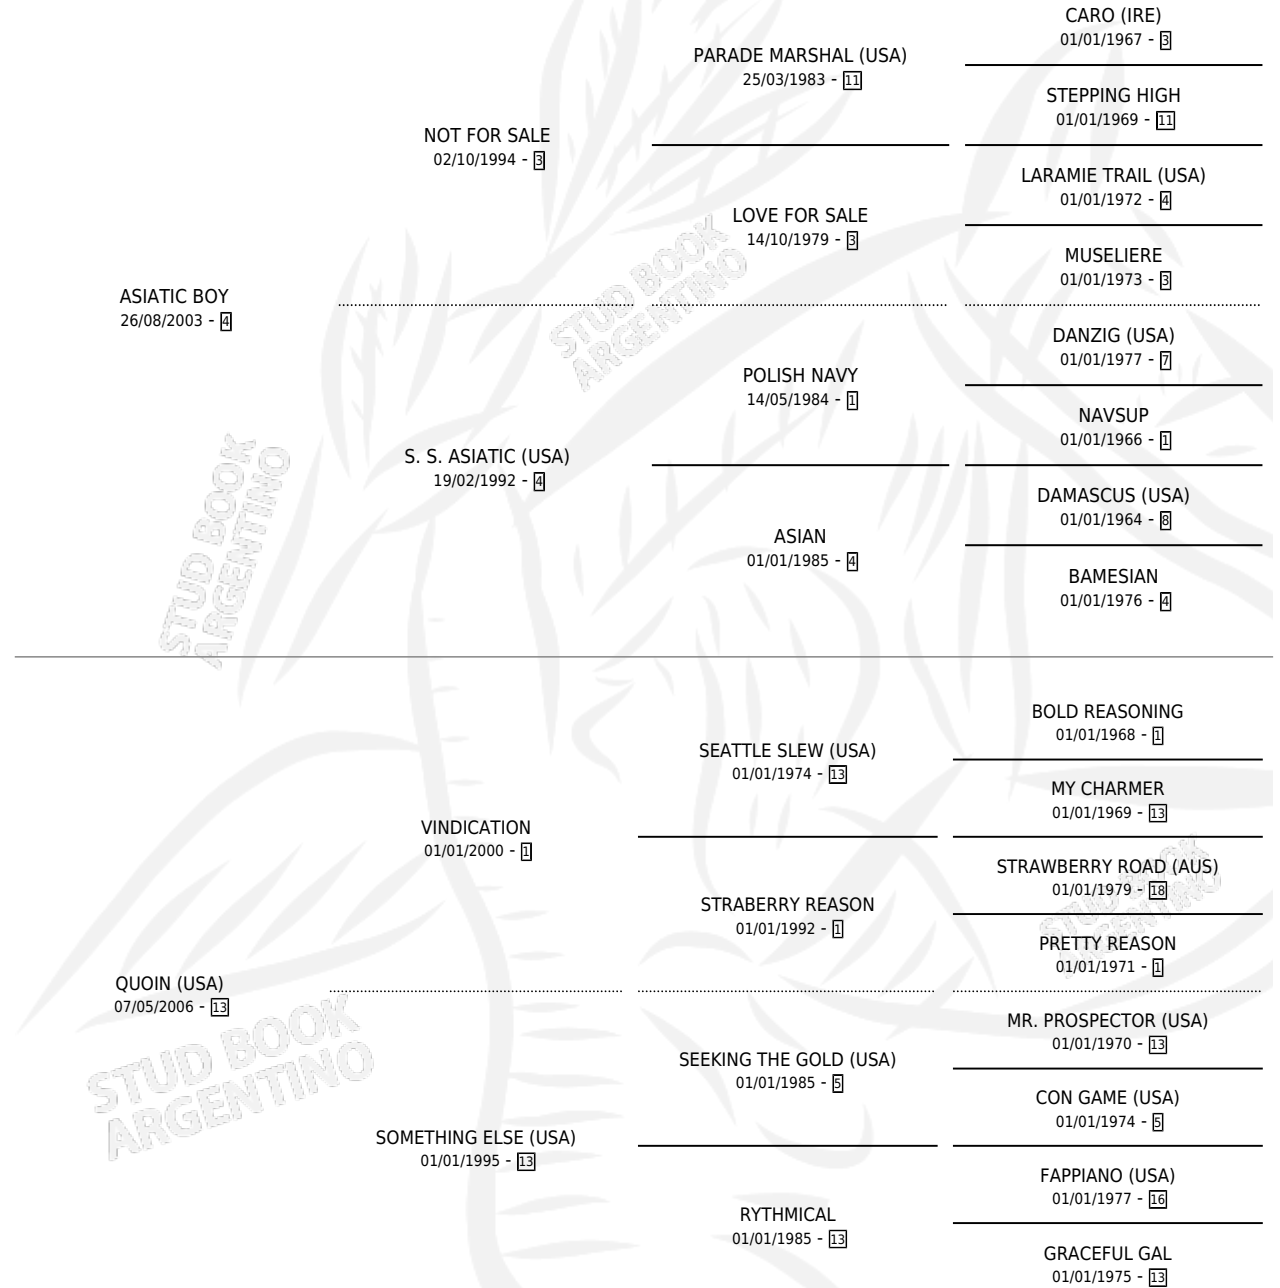 CARO (IRE)
01/01/1967 - 3
PARADE MARSHAL (USA)
25/03/1983 - 11
STEPPING HIGH
01/01/1969 - 11
NOT FOR SALE
02/10/1994 - 3
LARAMIE TRAIL (USA)
01/01/1972 - 4
LOVE FOR SALE
14/10/1979 - 3
MUSELIERE
01/01/1973 - 3
ASIATIC BOY
26/08/2003 - 4
STUD BOOK
ARGENTINO
DANZIG (USA)
01/01/1977 - 7
POLISH NAVY
14/05/1984 - 1
NAVSUP
01/01/1966 - 1
S. S. ASIATIC (USA)
19/02/1992 - 4
DAMASCUS (USA)
01/01/1964 - 8
ASIAN
01/01/1985 - 4
BAMESIAN
01/01/1976 - 4
STUD BOOK
ARGENTINO
BOLD REASONING
01/01/1968 - 1
SEATTLE SLEW (USA)
01/01/1974 - 13
MY CHARMER
01/01/1969 - 13
VINDICATION
01/01/2000 - 1
STRAWBERRY ROAD (AUS)
01/01/1979 - 18
STRABERRY REASON
01/01/1992 - 1
STUD BOOK
ARGENTINO
PRETTY REASON
01/01/1971 - 1
QUOIN (USA)
07/05/2006 - 13
MR. PROSPECTOR (USA)
01/01/1970 - 13
SEEKING THE GOLD (USA)
01/01/1985 - 5
STUD BOOK
ARGENTINO
CON GAME (USA)
01/01/1974 - 5
SOMETHING ELSE (USA)
01/01/1995 - 13
FAPPIANO (USA)
01/01/1977 - 16
RYTHMICAL
01/01/1985 - 13
GRACEFUL GAL
01/01/1975 - 13